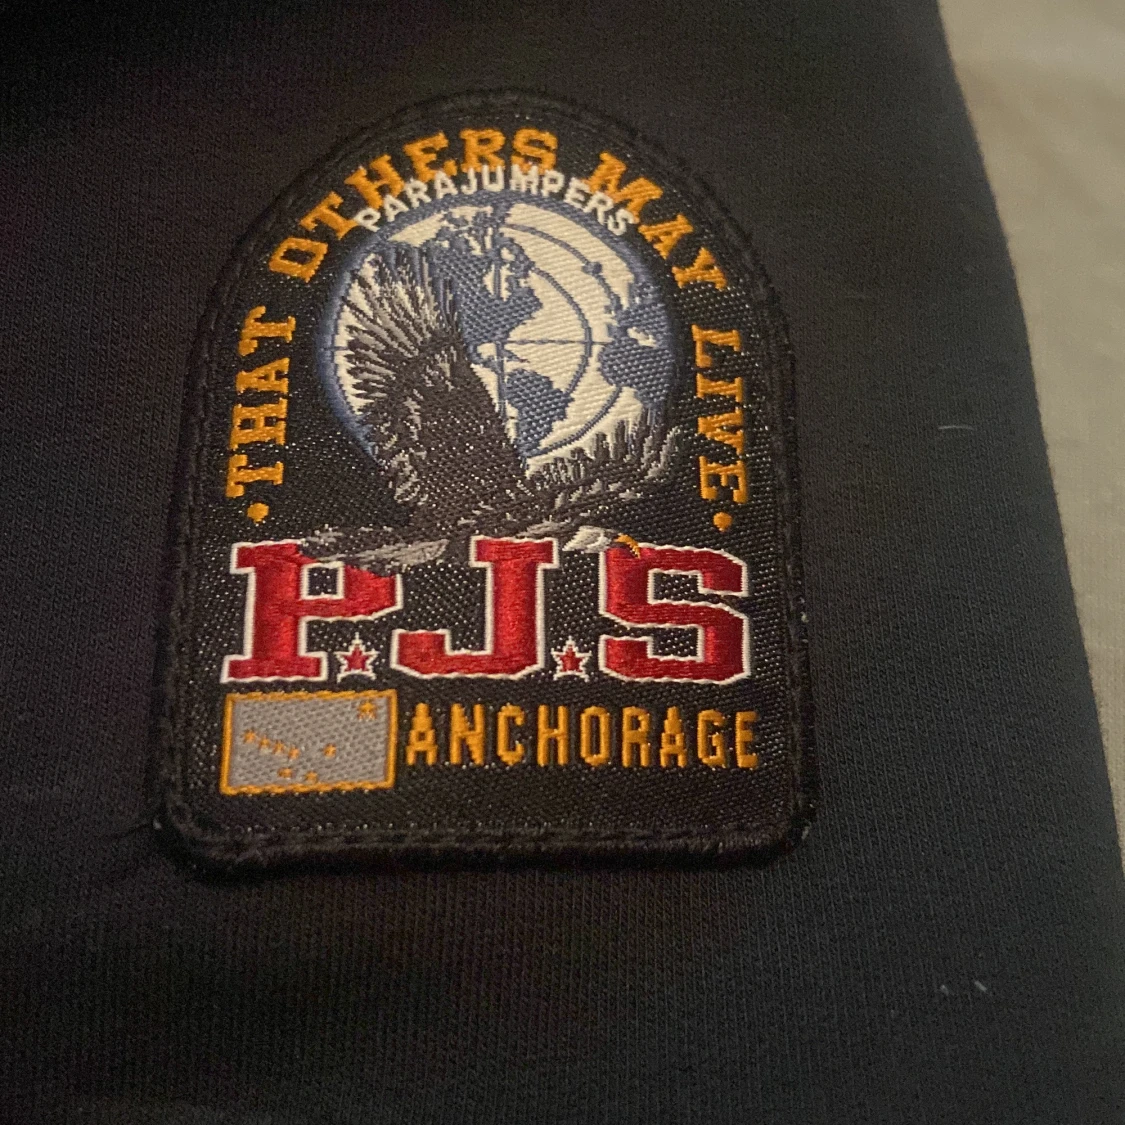 ·THAT OTHERS MAY LIVE·
PARAJUMPERS
P.J.S
ANCHORAGE